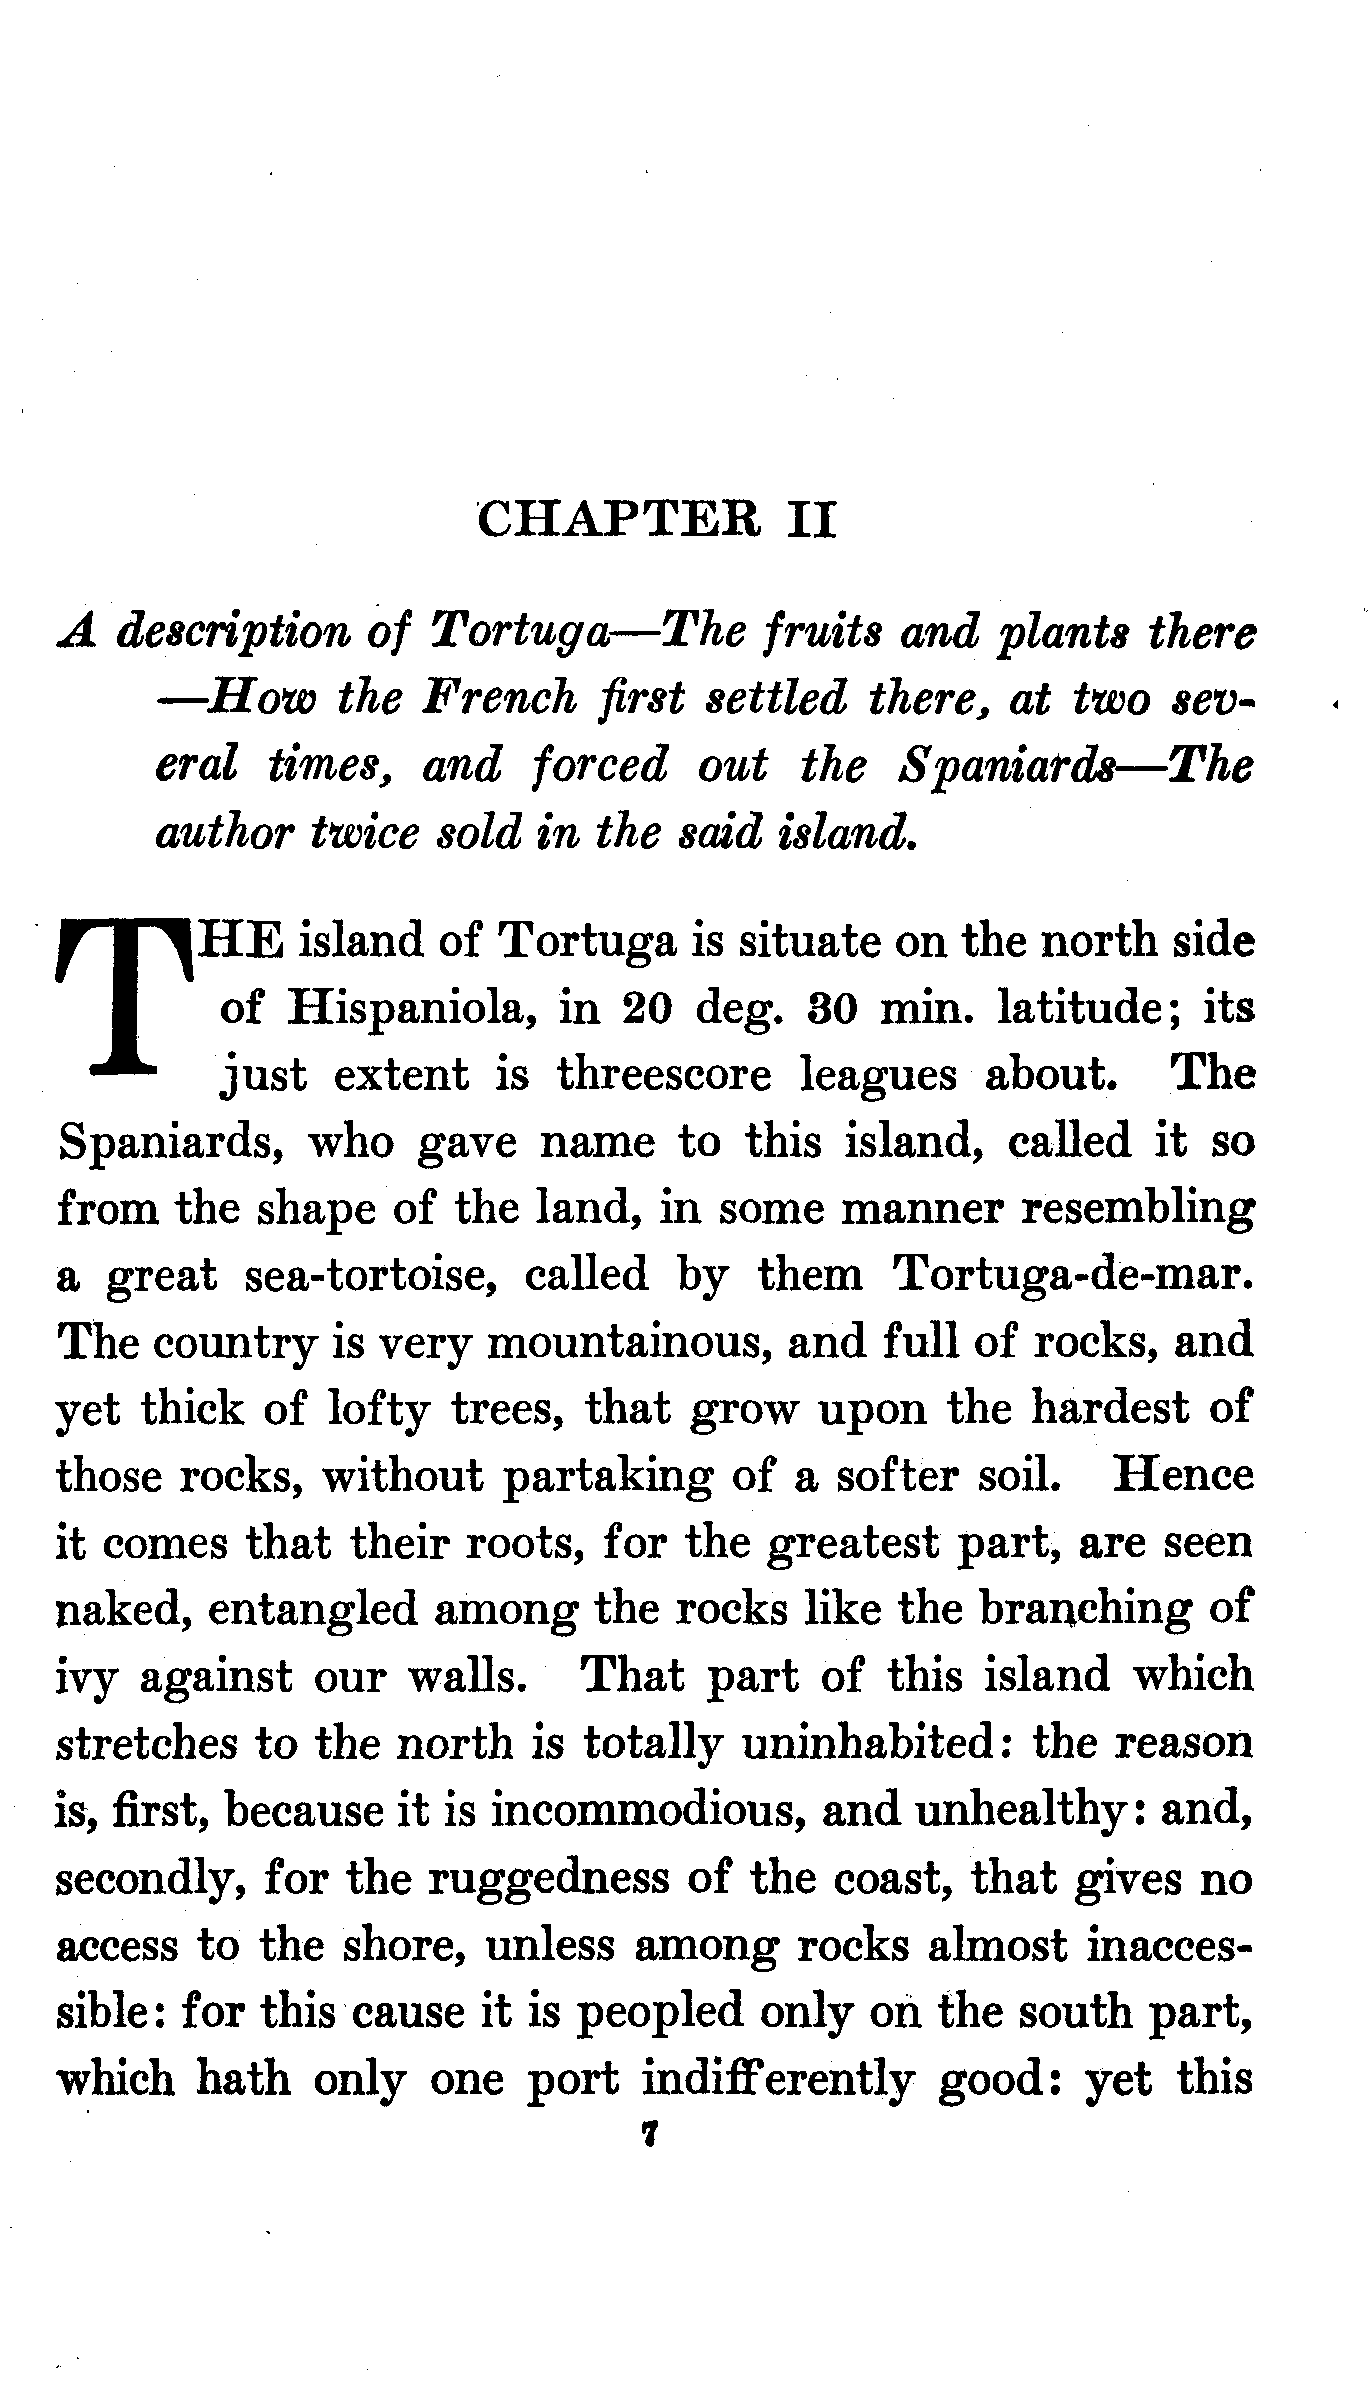 CHAPTER II
A description of Tortuga—The fruits and plants there
—How the French first settled there, at two sev-
eral times, and forced out the Spaniards—The
author twice sold in the said island.
THE island of Tortuga is situate on the north side
of Hispaniola, in 20 deg. 30 min. latitude; its
just extent is threescore leagues about. The
Spaniards, who gave name to this island, called it so
from the shape of the land, in some manner resembling
a great sea-tortoise, called by them Tortuga-de-mar.
The country is very mountainous, and full of rocks, and
yet thick of lofty trees, that grow upon the hardest of
those rocks, without partaking of a softer soil. Hence
it comes that their roots, for the greatest part, are seen
naked, entangled among the rocks like the branching of
ivy against our walls. That part of this island which
stretches to the north is totally uninhabited: the reason
is, first, because it is incommodious, and unhealthy: and,
secondly, for the ruggedness of the coast, that gives no
access to the shore, unless among rocks almost inacces-
sible: for this cause it is peopled only on the south part,
which hath only one port indifferently good: yet this
7